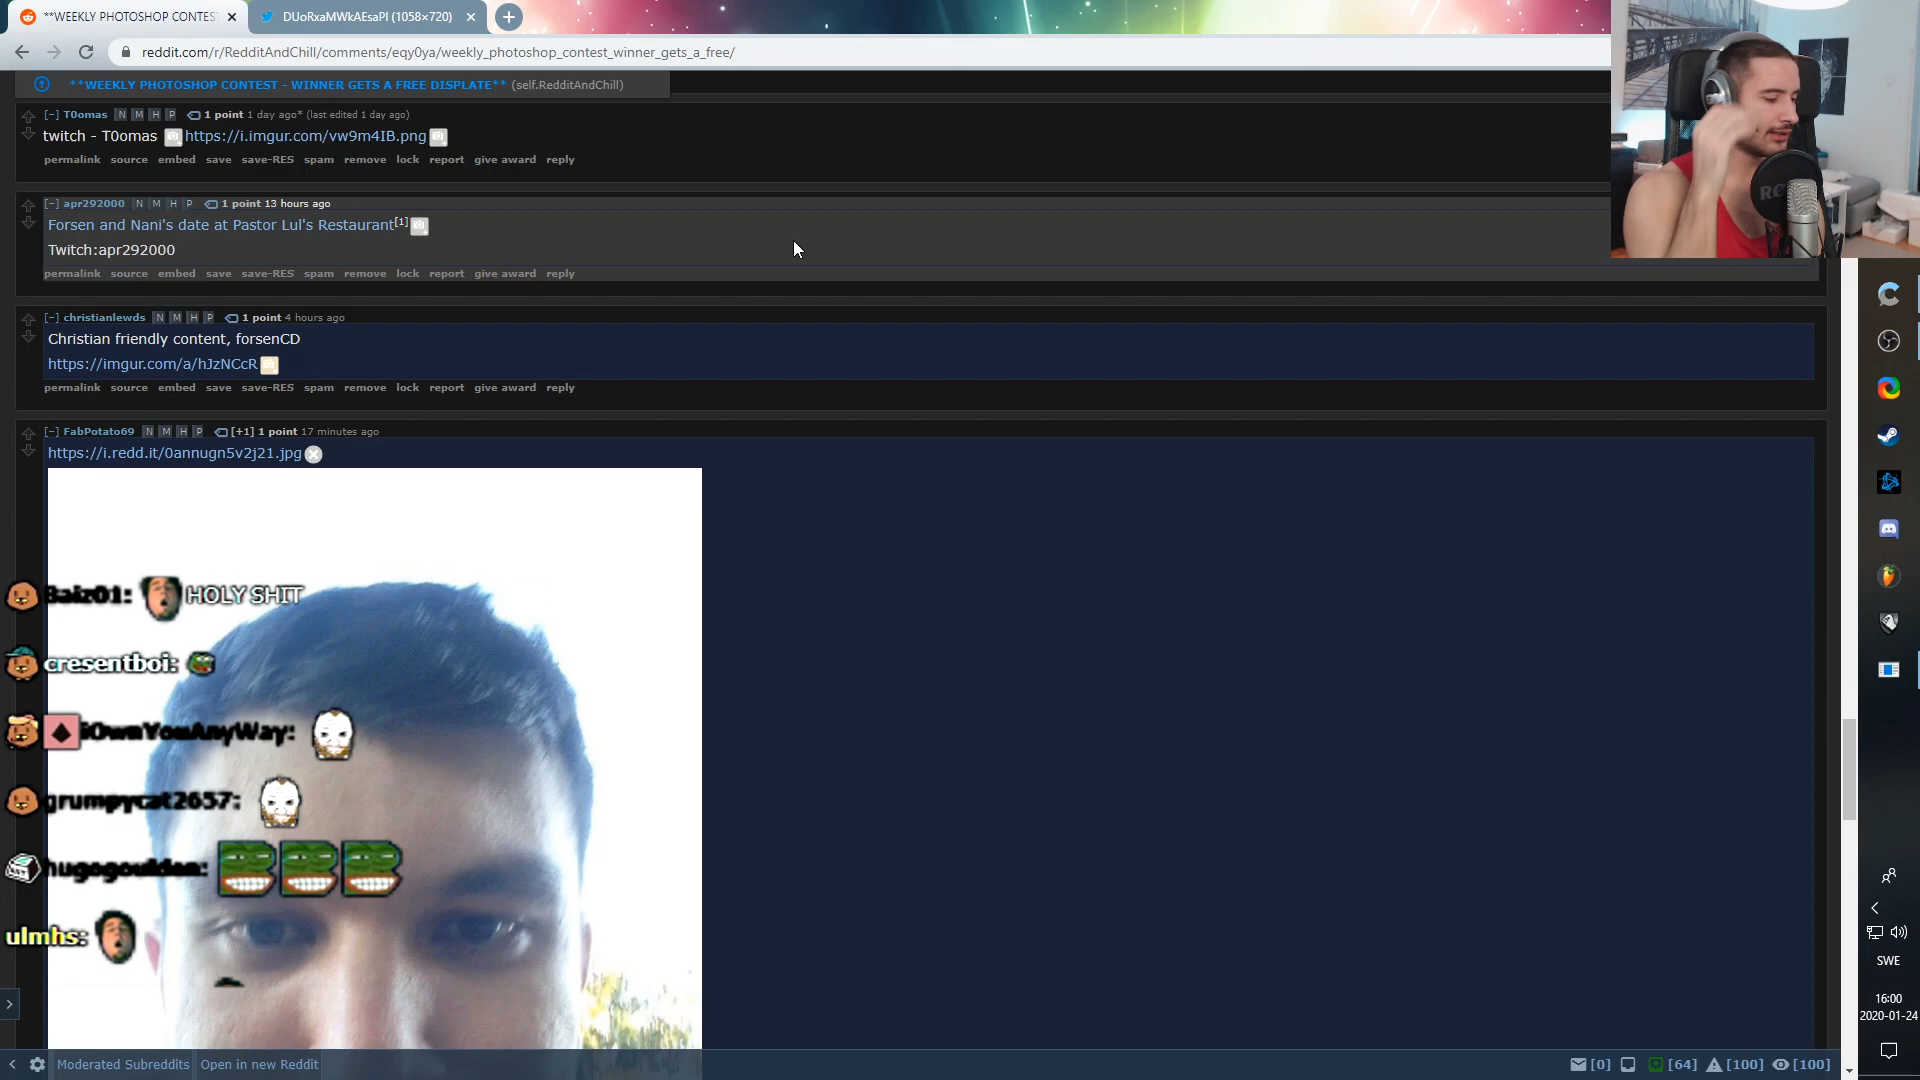 **WEEKLY PHOTOSHOP CONTEST
DUoRxaMWkAEsaPI (1058×720)
reddit.com/r/RedditAndChill/comments/eqy0ya/weekly_photoshop_contest_winner_gets_a_free/
**WEEKLY PHOTOSHOP CONTEST - WINNER GETS A FREE DISPLATE** (self.RedditAndChill)
[–] T0omas N M H P 1 point 1 day ago* (last edited 1 day ago)
twitch - T0omas https://i.imgur.com/vw9m4IB.png
permalink source embed save save-RES spam remove lock report give award reply
[–] apr292000 N M H P 1 point 13 hours ago
Forsen and Nani's date at Pastor Lul's Restaurant[1]
Twitch:apr292000
permalink source embed save save-RES spam remove lock report give award reply
[–] christianlewds N M H P 1 point 4 hours ago
Christian friendly content, forsenCD
https://imgur.com/a/hJzNCcR
permalink source embed save save-RES spam remove lock report give award reply
[–] FabPotato69 N M H P [+1] 1 point 17 minutes ago
https://i.redd.it/0annugn5v2j21.jpg
Baiz01: HOLY SHIT
cresentboi:
iOwnYouAnyWay:
grumpycat2657:
hugogoulden:
ulmhs:
SWE
16:00
2020-01-24
Moderated Subreddits Open in new Reddit
[0] [64] [100] [100]